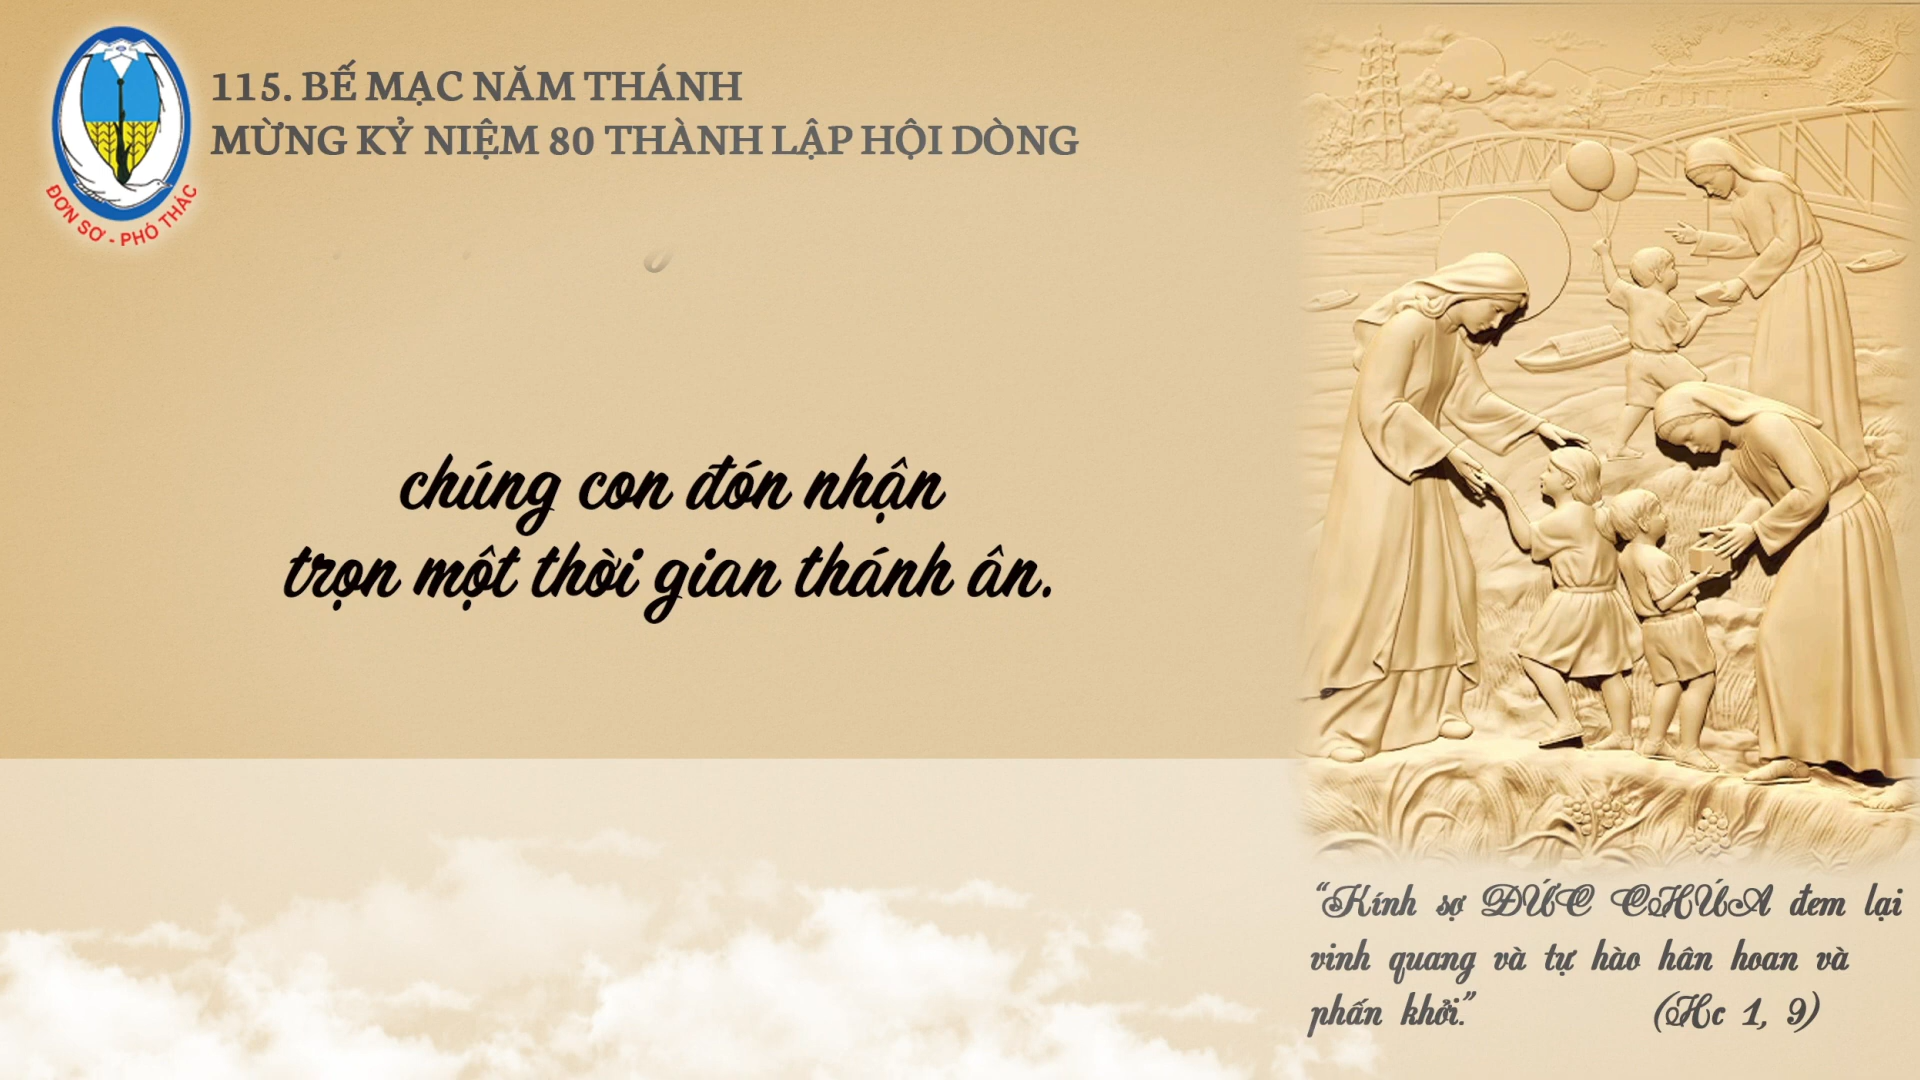 ĐƠN SƠ - PHÓ THÁC
115. BẾ MẠC NĂM THÁNH
MỪNG KỶ NIỆM 80 THÀNH LẬP HỘI DÒNG
chúng con đón nhận
trọn một thời gian thánh ân.
“Kính sợ ĐỨC CHÚA đem lại
vinh quang và tự hào hân hoan và
phấn khởi.” (Hc 1, 9)